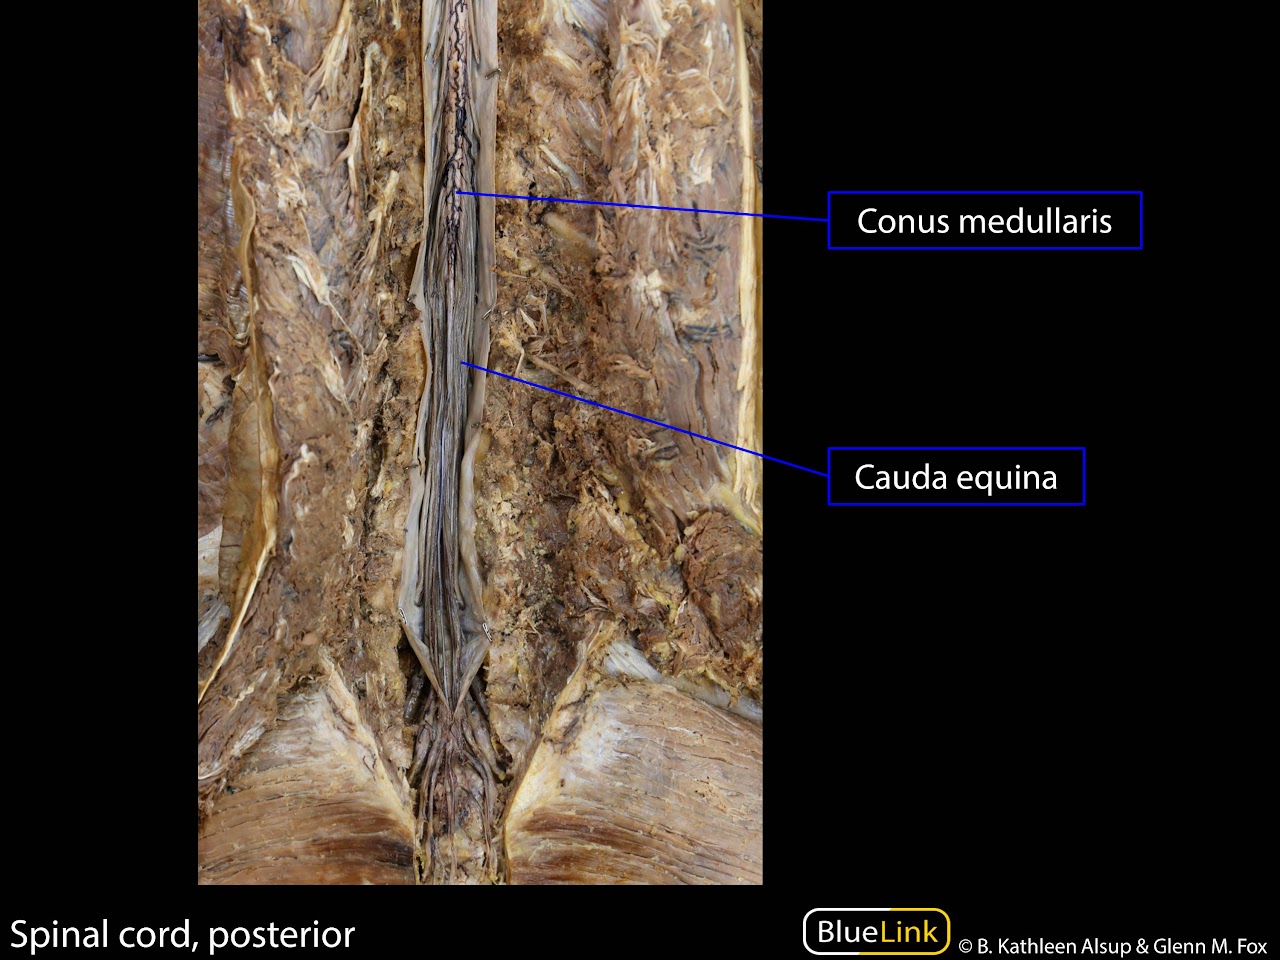 Conus medullaris
Cauda equina
Spinal cord, posterior
BlueLink
© B. Kathleen Alsup & Glenn M. Fox